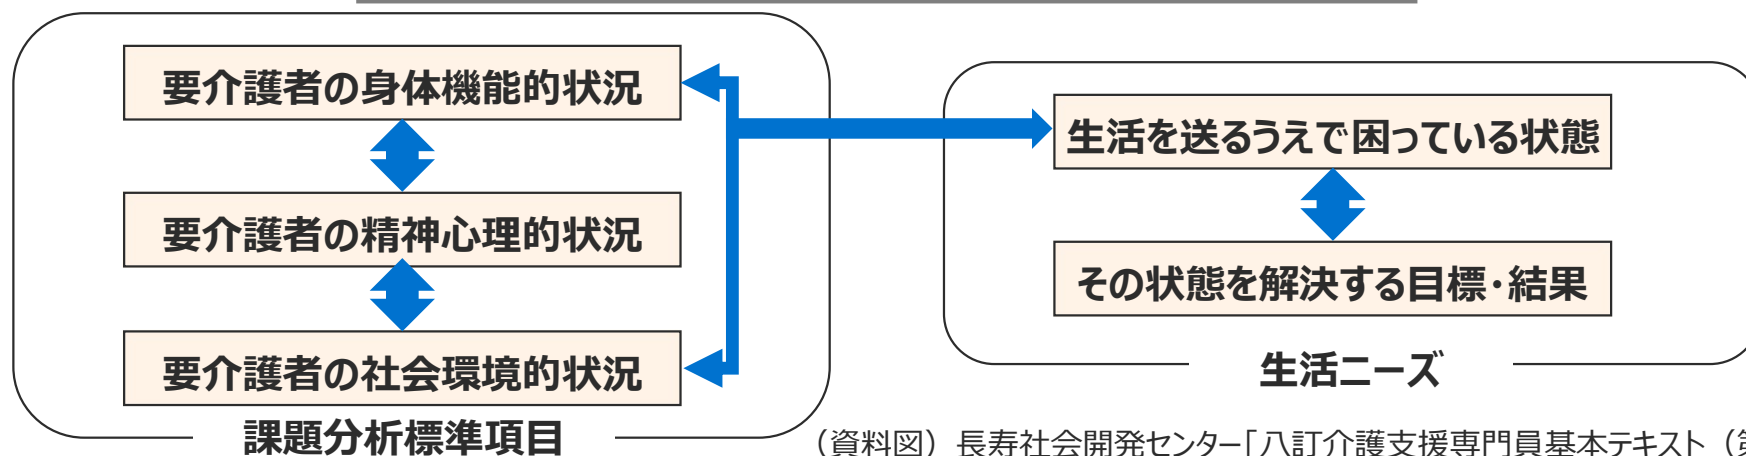 要介護者の身体機能的状況
要介護者の精神心理的状況
要介護者の社会環境的状況
課題分析標準項目
生活を送るうえで困っている状態
その状態を解決する目標・結果
生活ニーズ
（資料図）長寿社会開発センター「八訂介護支援専門員基本テキスト（第